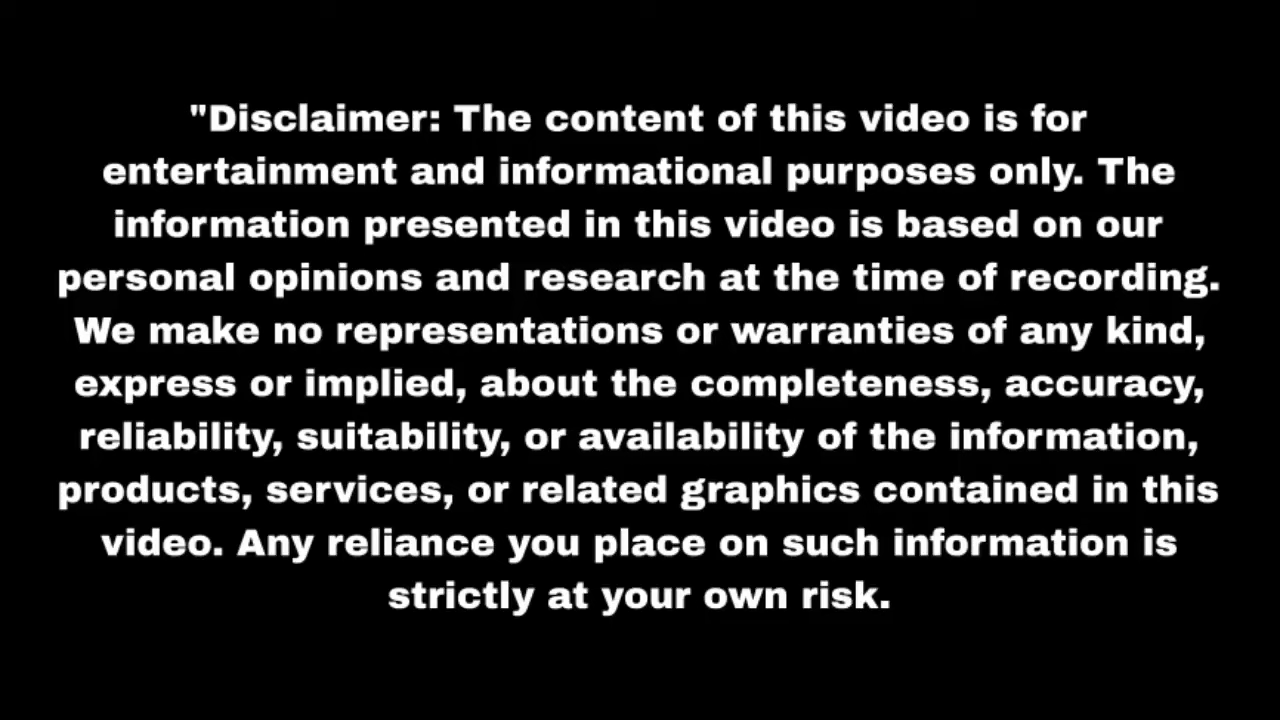 "Disclaimer: The content of this video is for
entertainment and informational purposes only. The
information presented in this video is based on our
personal opinions and research at the time of recording.
We make no representations or warranties of any kind,
express or implied, about the completeness, accuracy,
reliability, suitability, or availability of the information,
products, services, or related graphics contained in this
video. Any reliance you place on such information is
strictly at your own risk.